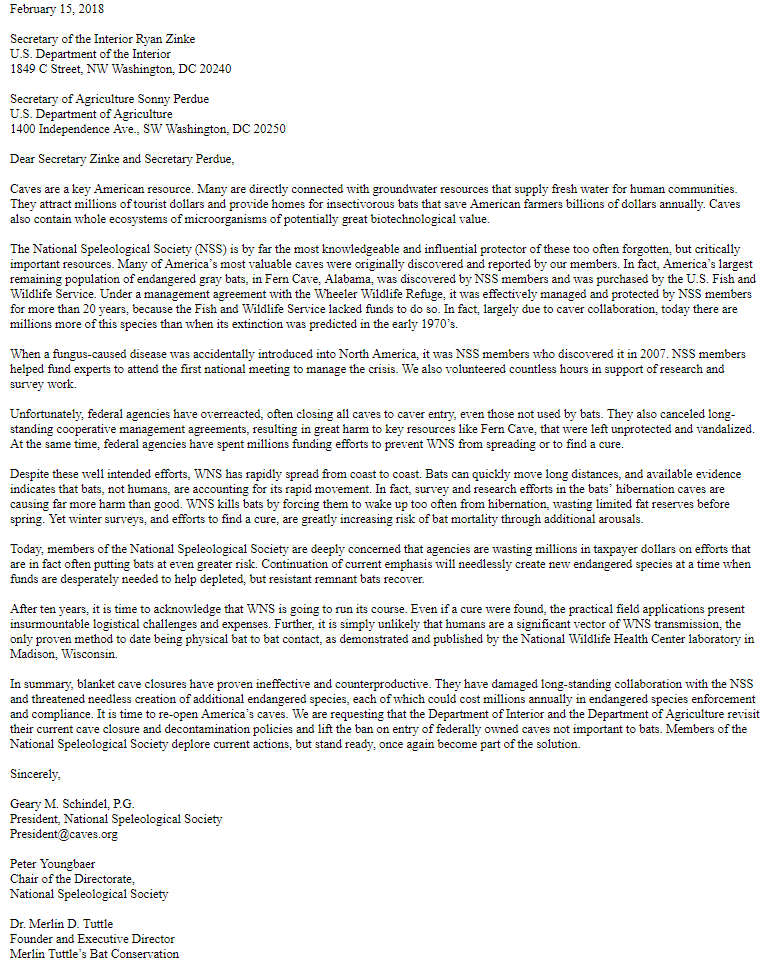 February 15, 2018
Secretary of the Interior Ryan Zinke
U.S. Department of the Interior
1849 C Street, NW Washington, DC 20240
Secretary of Agriculture Sonny Perdue
U.S. Department of Agriculture
1400 Independence Ave., SW Washington, DC 20250
Dear Secretary Zinke and Secretary Perdue,
Caves are a key American resource. Many are directly connected with groundwater resources that supply fresh water for human communities.
They attract millions of tourist dollars and provide homes for insectivorous bats that save American farmers billions of dollars annually. Caves
also contain whole ecosystems of microorganisms of potentially great biotechnological value.
The National Speleological Society (NSS) is by far the most knowledgeable and influential protector of these too often forgotten, but critically
important resources. Many of America's most valuable caves were originally discovered and reported by our members. In fact, America's largest
remaining population of endangered gray bats, in Fern Cave, Alabama, was discovered by NSS members and was purchased by the U.S. Fish and
Wildlife Service. Under a management agreement with the Wheeler Wildlife Refuge, it was effectively managed and protected by NSS members
for more than 20 years, because the Fish and Wildlife Service lacked funds to do so. In fact, largely due to caver collaboration, today there are
millions more of this species than when its extinction was predicted in the early 1970's.
When a fungus-caused disease was accidentally introduced into North America, it was NSS members who discovered it in 2007. NSS members
helped fund experts to attend the first national meeting to manage the crisis. We also volunteered countless hours in support of research and
survey work.
Unfortunately, federal agencies have overreacted, often closing all caves to caver entry, even those not used by bats. They also canceled long-
standing cooperative management agreements, resulting in great harm to key resources like Fern Cave, that were left unprotected and vandalized.
At the same time, federal agencies have spent millions funding efforts to prevent WNS from spreading or to find a cure.
Despite these well intended efforts, WNS has rapidly spread from coast to coast. Bats can quickly move long distances, and available evidence
indicates that bats, not humans, are accounting for its rapid movement. In fact, survey and research efforts in the bats' hibernation caves are
causing far more harm than good. WNS kills bats by forcing them to wake up too often from hibernation, wasting limited fat reserves before
spring. Yet winter surveys, and efforts to find a cure, are greatly increasing risk of bat mortality through additional arousals.
Today, members of the National Speleological Society are deeply concerned that agencies are wasting millions in taxpayer dollars on efforts that
are in fact often putting bats at even greater risk. Continuation of current emphasis will needlessly create new endangered species at a time when
funds are desperately needed to help depleted, but resistant remnant bats recover.
After ten years, it is time to acknowledge that WNS is going to run its course. Even if a cure were found, the practical field applications present
insurmountable logistical challenges and expenses. Further, it is simply unlikely that humans are a significant vector of WNS transmission, the
only proven method to date being physical bat to bat contact, as demonstrated and published by the National Wildlife Health Center laboratory in
Madison, Wisconsin.
In summary, blanket cave closures have proven ineffective and counterproductive. They have damaged long-standing collaboration with the NSS
and threatened needless creation of additional endangered species, each of which could cost millions annually in endangered species enforcement
and compliance. It is time to re-open America's caves. We are requesting that the Department of Interior and the Department of Agriculture revisit
their current cave closure and decontamination policies and lift the ban on entry of federally owned caves not important to bats. Members of the
National Speleological Society deplore current actions, but stand ready, once again become part of the solution.
Sincerely,
Geary M. Schindel, P.G.
President, National Speleological Society
President@caves.org
Peter Youngbaer
Chair of the Directorate,
National Speleological Society
Dr. Merlin D. Tuttle
Founder and Executive Director
Merlin Tuttle's Bat Conservation